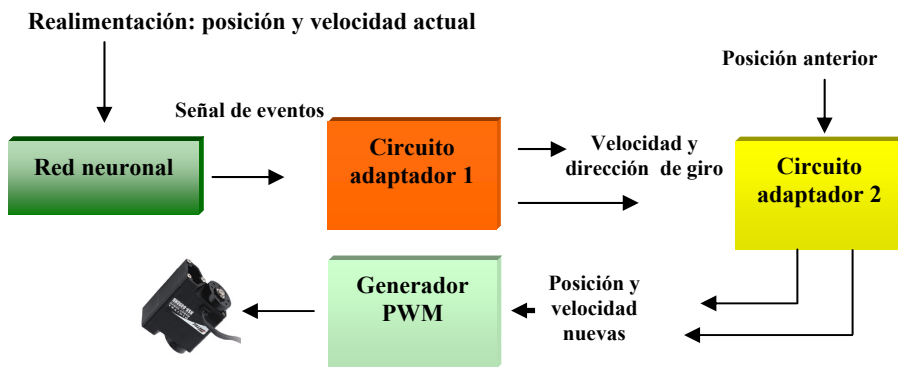 Realimentación: posición y velocidad actual
Posición anterior
Señal de eventos
Red neuronal
Circuito
adaptador 1
Velocidad y
dirección de giro
Circuito
adaptador 2
Generador
PWM
Posición y
velocidad
nuevas